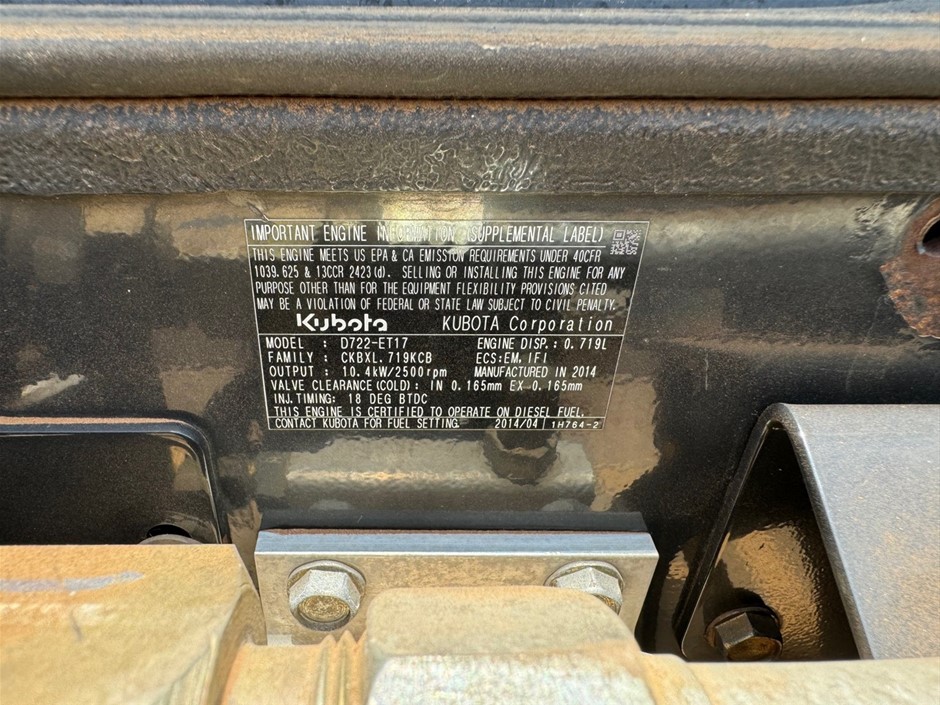 IMPORTANT ENGINE INFORMATION (SUPPLEMENTAL LABEL)
THIS ENGINE MEETS US EPA & CA EMISSION REQUIREMENTS UNDER 40CFR
1039.625 & 13CCR 2423(d). SELLING OR INSTALLING THIS ENGINE FOR ANY
PURPOSE OTHER THAN FOR THE EQUIPMENT FLEXIBILITY PROVISIONS CITED
MAY BE A VIOLATION OF FEDERAL OR STATE LAW SUBJECT TO CIVIL PENALTY.
Kubota KUBOTA Corporation
MODEL : D722-ET17 ENGINE DISP.: 0.719L
FAMILY : CKBXL.719KCB ECS:EM,IFI
OUTPUT : 10.4kW/2500rpm MANUFACTURED IN 2014
VALVE CLEARANCE(COLD): IN 0.165mm EX 0.165mm
INJ.TIMING: 18 DEG BTDC
THIS ENGINE IS CERTIFIED TO OPERATE ON DIESEL FUEL.
CONTACT KUBOTA FOR FUEL SETTING. 2014/04 1H764-2